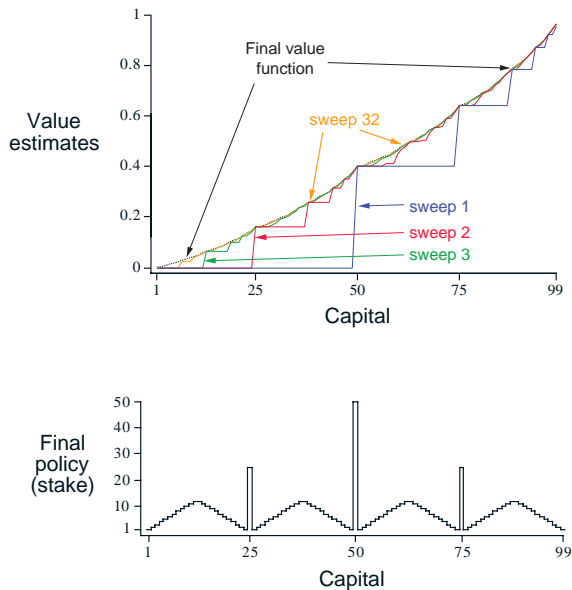 1
0.8
0.6
0.4
0.2
0
Value
estimates
Final value
function
sweep 32
sweep 1
sweep 2
sweep 3
1
25
50
75
99
Capital
50
40
30
20
10
1
Final
policy
(stake)
1
25
50
75
99
Capital